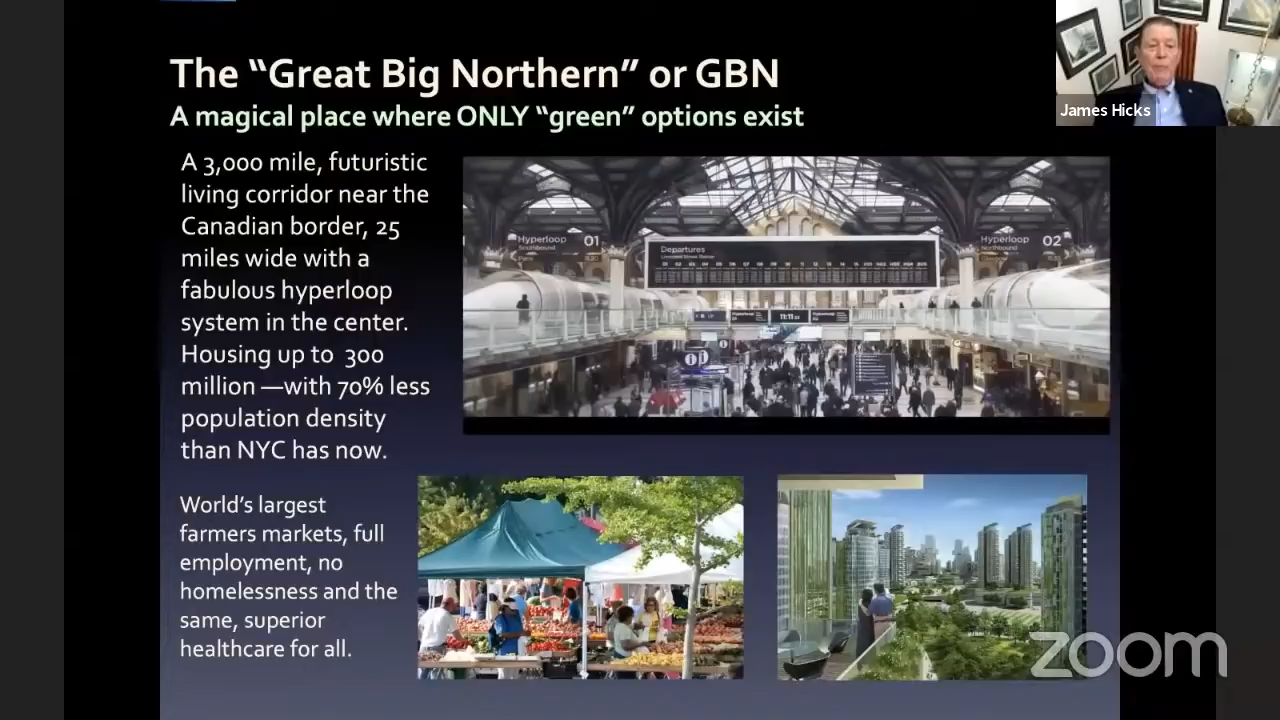 The “Great Big Northern” or GBN
A magical place where ONLY “green” options exist
James Hicks
A 3,000 mile, futuristic
living corridor near the
Canadian border, 25
miles wide with a
fabulous hyperloop
system in the center.
Housing up to 300
million —with 70% less
population density
than NYC has now.
Hyperloop 01
Southbound
Departures
Hyperloop 02
Northbound
World’s largest
farmers markets, full
employment, no
homelessness and the
same, superior
healthcare for all.
zoom